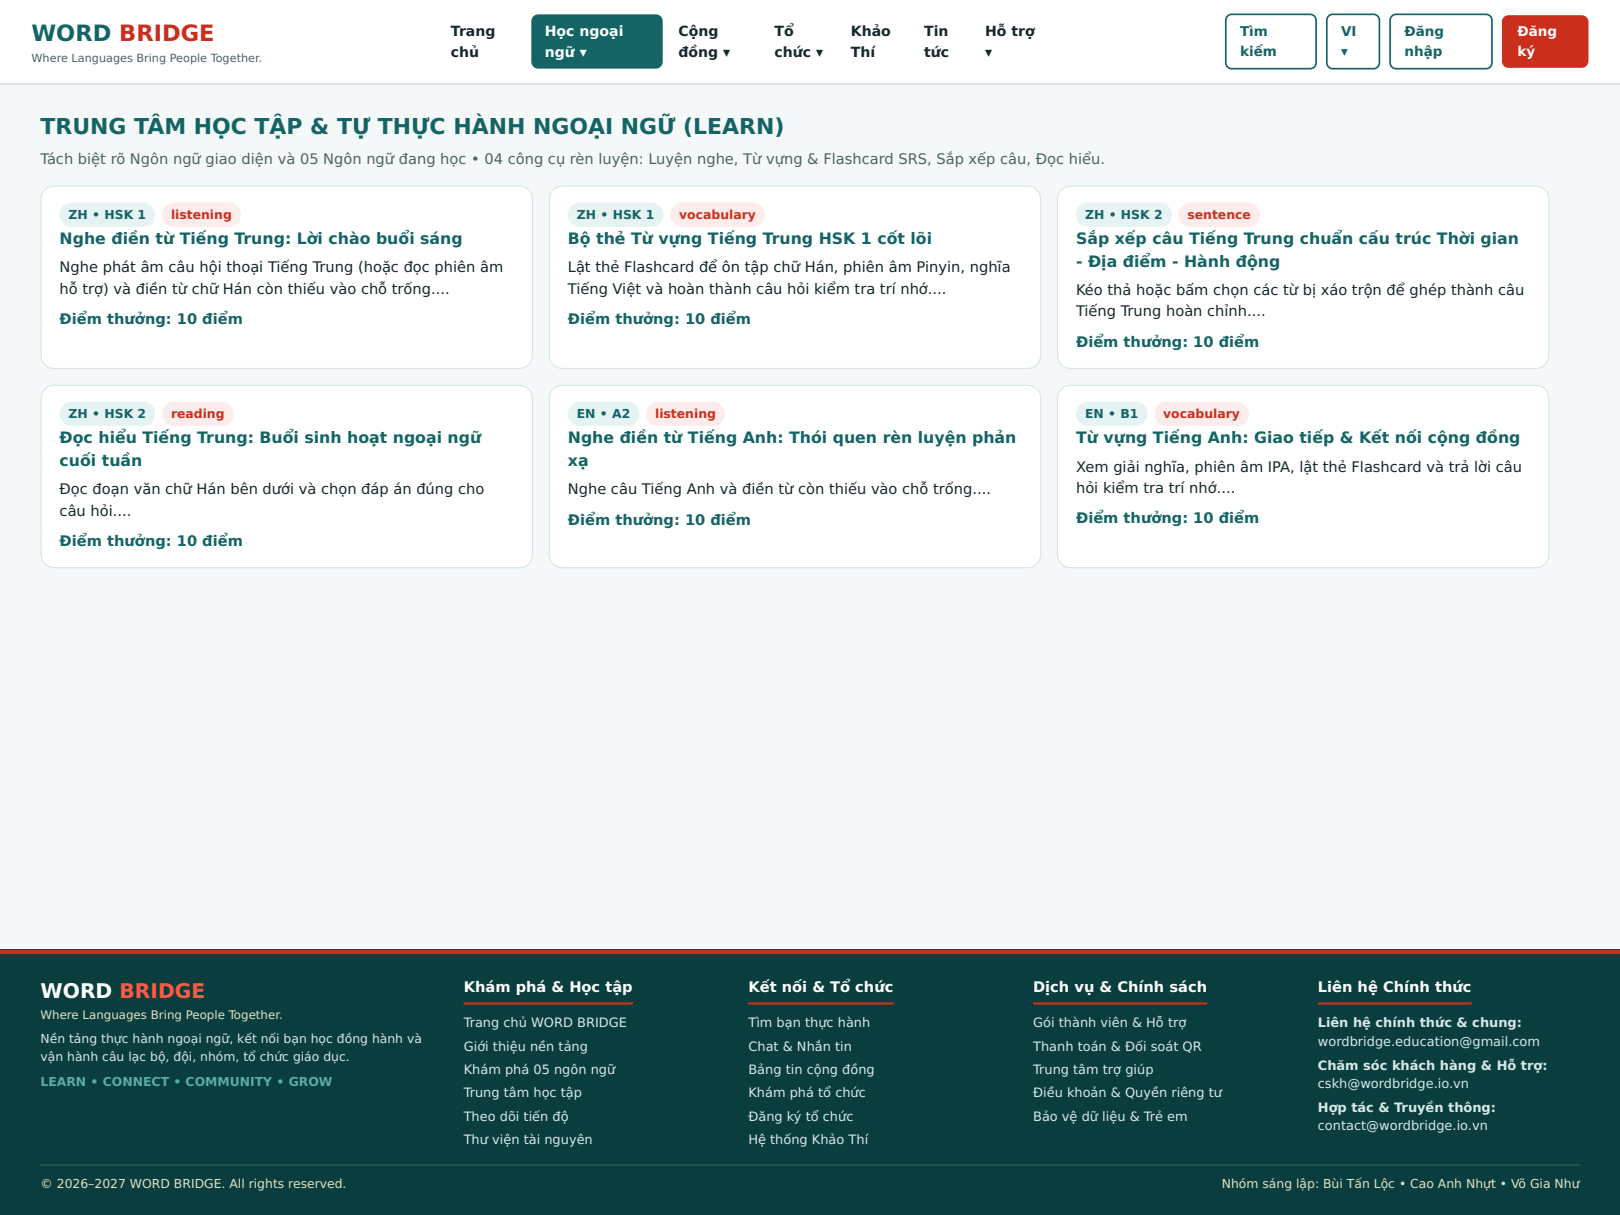 WORD BRIDGE
Where Languages Bring People Together.
Trang chủ
Học ngoại ngữ ▾
Cộng đồng ▾
Tổ chức ▾
Khảo Thí
Tin tức
Hỗ trợ ▾
Tìm kiếm
VI ▾
Đăng nhập
Đăng ký
TRUNG TÂM HỌC TẬP & TỰ THỰC HÀNH NGOẠI NGỮ (LEARN)
Tách biệt rõ Ngôn ngữ giao diện và 05 Ngôn ngữ đang học • 04 công cụ rèn luyện: Luyện nghe, Từ vựng & Flashcard SRS, Sắp xếp câu, Đọc hiểu.
ZH • HSK 1 listening
Nghe điền từ Tiếng Trung: Lời chào buổi sáng
Nghe phát âm câu hội thoại Tiếng Trung (hoặc đọc phiên âm
hỗ trợ) và điền từ chữ Hán còn thiếu vào chỗ trống....
Điểm thưởng: 10 điểm
ZH • HSK 1 vocabulary
Bộ thẻ Từ vựng Tiếng Trung HSK 1 cốt lõi
Lật thẻ Flashcard để ôn tập chữ Hán, phiên âm Pinyin, nghĩa
Tiếng Việt và hoàn thành câu hỏi kiểm tra trí nhớ....
Điểm thưởng: 10 điểm
ZH • HSK 2 sentence
Sắp xếp câu Tiếng Trung chuẩn cấu trúc Thời gian
- Địa điểm - Hành động
Kéo thả hoặc bấm chọn các từ bị xáo trộn để ghép thành câu
Tiếng Trung hoàn chỉnh....
Điểm thưởng: 10 điểm
ZH • HSK 2 reading
Đọc hiểu Tiếng Trung: Buổi sinh hoạt ngoại ngữ
cuối tuần
Đọc đoạn văn chữ Hán bên dưới và chọn đáp án đúng cho
câu hỏi....
Điểm thưởng: 10 điểm
EN • A2 listening
Nghe điền từ Tiếng Anh: Thói quen rèn luyện phản
xạ
Nghe câu Tiếng Anh và điền từ còn thiếu vào chỗ trống....
Điểm thưởng: 10 điểm
EN • B1 vocabulary
Từ vựng Tiếng Anh: Giao tiếp & Kết nối cộng đồng
Xem giải nghĩa, phiên âm IPA, lật thẻ Flashcard và trả lời câu
hỏi kiểm tra trí nhớ....
Điểm thưởng: 10 điểm
WORD BRIDGE
Where Languages Bring People Together.
Nền tảng thực hành ngoại ngữ, kết nối bạn học đồng hành và
vận hành câu lạc bộ, đội, nhóm, tổ chức giáo dục.
LEARN • CONNECT • COMMUNITY • GROW
Khám phá & Học tập
Trang chủ WORD BRIDGE
Giới thiệu nền tảng
Khám phá 05 ngôn ngữ
Trung tâm học tập
Theo dõi tiến độ
Thư viện tài nguyên
Kết nối & Tổ chức
Tìm bạn thực hành
Chat & Nhắn tin
Bảng tin cộng đồng
Khám phá tổ chức
Đăng ký tổ chức
Hệ thống Khảo Thí
Dịch vụ & Chính sách
Gói thành viên & Hỗ trợ
Thanh toán & Đối soát QR
Trung tâm trợ giúp
Điều khoản & Quyền riêng tư
Bảo vệ dữ liệu & Trẻ em
Liên hệ Chính thức
Liên hệ chính thức & chung:
wordbridge.education@gmail.com
Chăm sóc khách hàng & Hỗ trợ:
cskh@wordbridge.io.vn
Hợp tác & Truyền thông:
contact@wordbridge.io.vn
© 2026–2027 WORD BRIDGE. All rights reserved.
Nhóm sáng lập: Bùi Tấn Lộc • Cao Anh Nhựt • Võ Gia Như